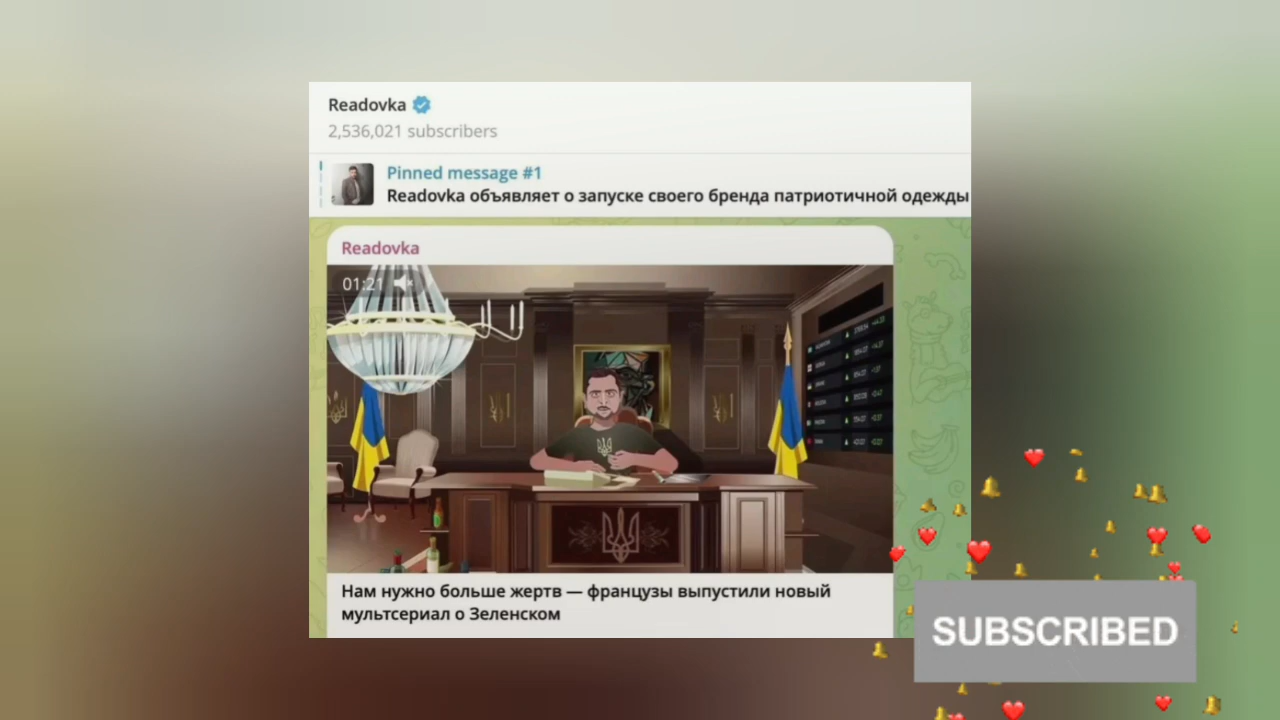 Readovka
2,536,021 subscribers
Pinned message #1
Readovka объявляет о запуске своего бренда патриотичной одежды
Readovka
01:21
Нам нужно больше жертв — французы выпустили новый
мультсериал о Зеленском
SUBSCRIBED